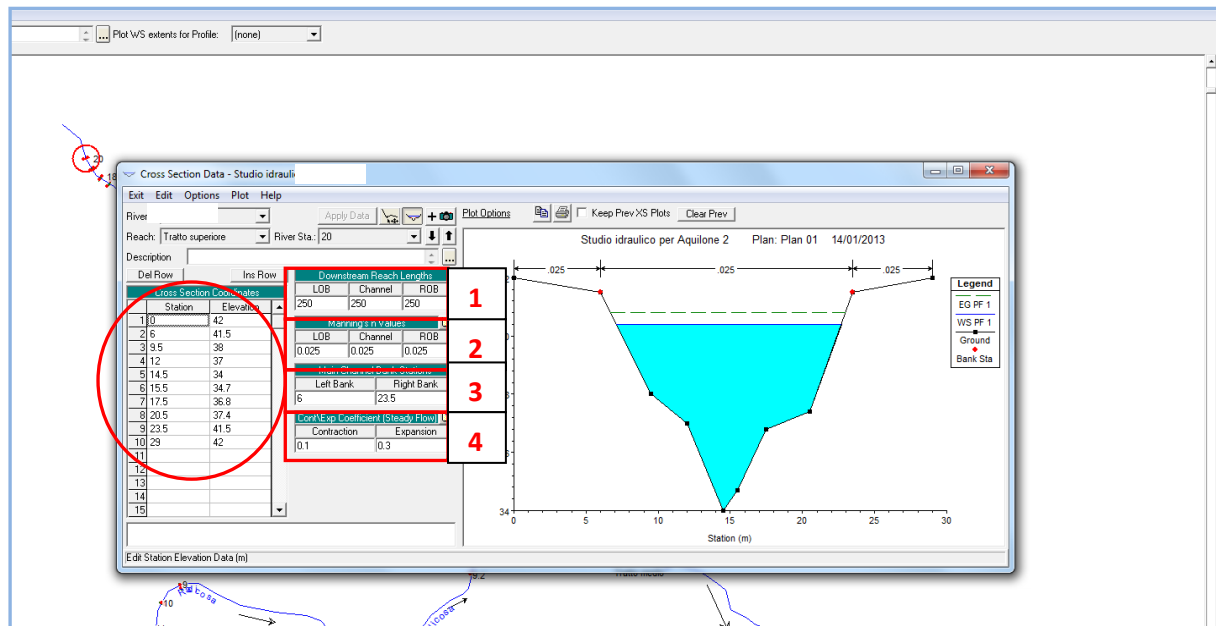 Plot WS extents for Profile: (none)
20
18
Cross Section Data - Studio idrauli
Exit Edit Options Plot Help
River
Apply Data
Plot Options
Keep Prev XS Plots
Clear Prev
Reach: Tratto superiore
River Sta.: 20
Description
Del Row
Ins Row
Cross Section Coordinates
Station Elevation
1 0 42
2 6 41.5
3 9.5 38
4 12 37
5 14.5 34
6 15.5 34.7
7 17.5 36.8
8 20.5 37.4
9 23.5 41.5
10 29 42
11
12
13
14
15
Downstream Reach Lengths
LOB Channel ROB
250 250 250
1
Manning's n Values
LOB Channel ROB
0.025 0.025 0.025
2
Main Channel Bank Stations
Left Bank Right Bank
6 23.5
3
Cont\Exp Coefficient (Steady Flow)
Contraction Expansion
0.1 0.3
4
Studio idraulico per Aquilone 2 Plan: Plan 01 14/01/2013
.025 .025 .025
34
0 5 10 15 20 25 30
Station (m)
Legend
EG PF 1
WS PF 1
Ground
Bank Sta
Edit Station Elevation Data (m)
9.2
Tratto medio
9
10